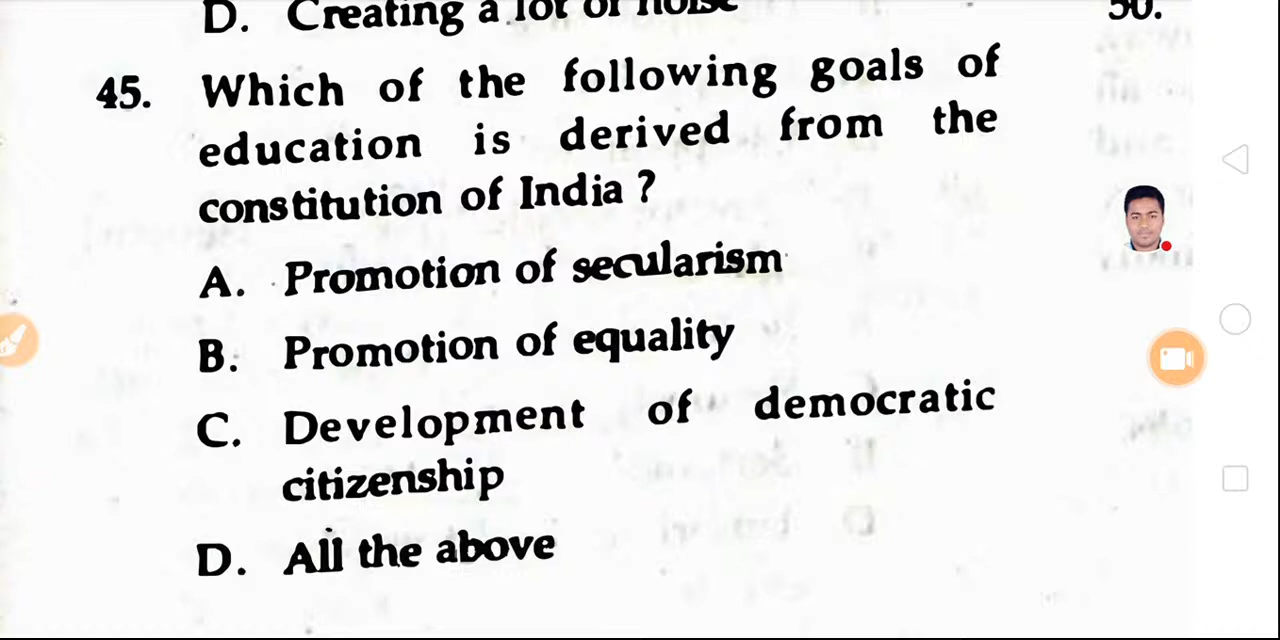 D. Creating a lot of noise
50.
45. Which of the following goals of
education is derived from the
constitution of India ?
A. Promotion of secularism
B. Promotion of equality
C. Development of democratic
citizenship
D. All the above